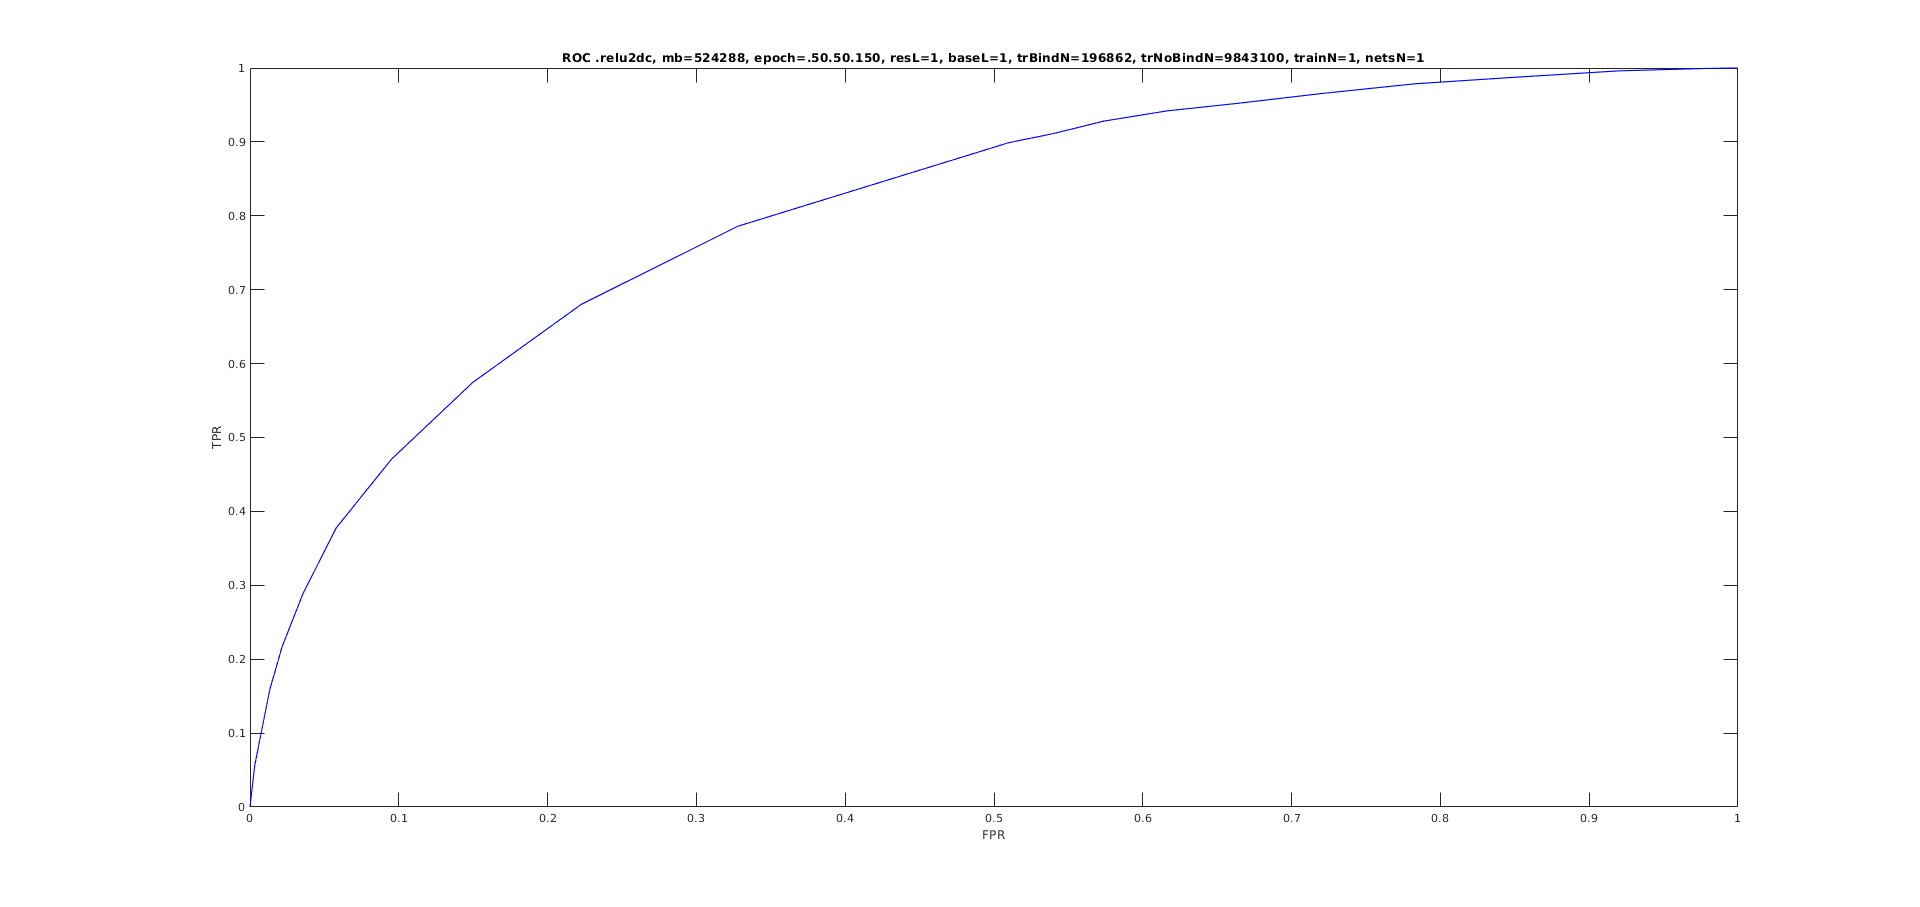 ROC .relu2dc, mb=524288, epoch=.50.50.150, resL=1, baseL=1, trBindN=196862, trNoBindN=9843100, trainN=1, netsN=1
1
0.9
0.8
0.7
0.6
0.5
0.4
0.3
0.2
0.1
0
TPR
0 0.1 0.2 0.3 0.4 0.5 0.6 0.7 0.8 0.9 1
FPR